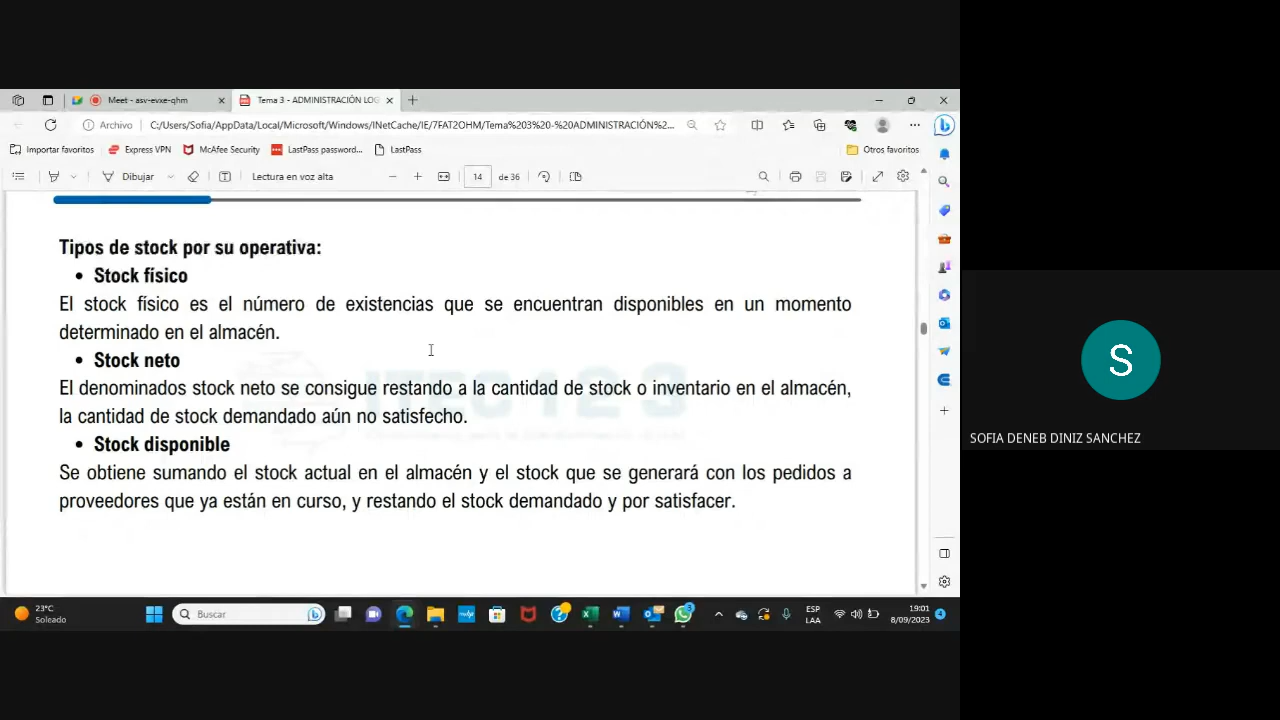 Meet - asv-evxe-qhm
Tema 3 - ADMINISTRACIÓN LOG
Archivo
C:/Users/Sofia/AppData/Local/Microsoft/Windows/INetCache/IE/7FAT2OHM/Tema%203%20-%20ADMINISTRACIÓN%2...
Importar favoritos
Express VPN
McAfee Security
LastPass password...
LastPass
Otros favoritos
Dibujar
Lectura en voz alta
14
de 36
Tipos de stock por su operativa:
• Stock físico
El stock físico es el número de existencias que se encuentran disponibles en un momento
determinado en el almacén.
• Stock neto
El denominados stock neto se consigue restando a la cantidad de stock o inventario en el almacén,
la cantidad de stock demandado aún no satisfecho.
• Stock disponible
Se obtiene sumando el stock actual en el almacén y el stock que se generará con los pedidos a
proveedores que ya están en curso, y restando el stock demandado y por satisfacer.
ITEC 1 2 3
S
SOFIA DENEB DINIZ SANCHEZ
23°C
Soleado
Buscar
3
ESP
LAA
19:01
8/09/2023
4